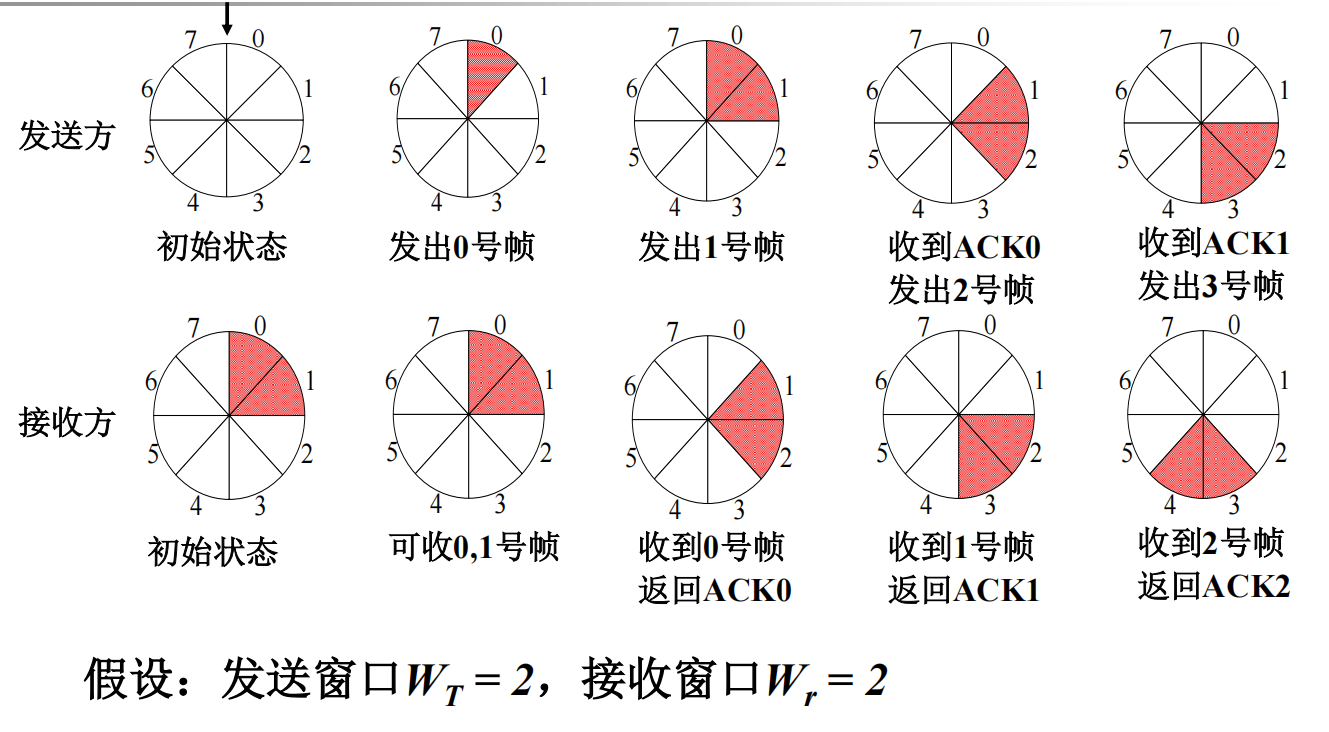 7 0 7 0 7 0 7 0 7 0
6 1 6 1 6 1 6 1 6 1
发送方
5 2 5 2 5 2 5 2 5 2
4 3 4 3 4 3 4 3 4 3
初始状态 发出0号帧 发出1号帧 收到ACK0 收到ACK1
发出2号帧 发出3号帧
7 0 7 0 7 0 7 0 7 0
6 1 6 1 6 1 6 1 6 1
接收方
5 2 5 2 5 2 5 2 5 2
4 3 4 3 4 3 4 3 4 3
初始状态 可收0,1号帧 收到0号帧 收到1号帧 收到2号帧
返回ACK0 返回ACK1 返回ACK2
假设：发送窗口W_T = 2，接收窗口W_r = 2